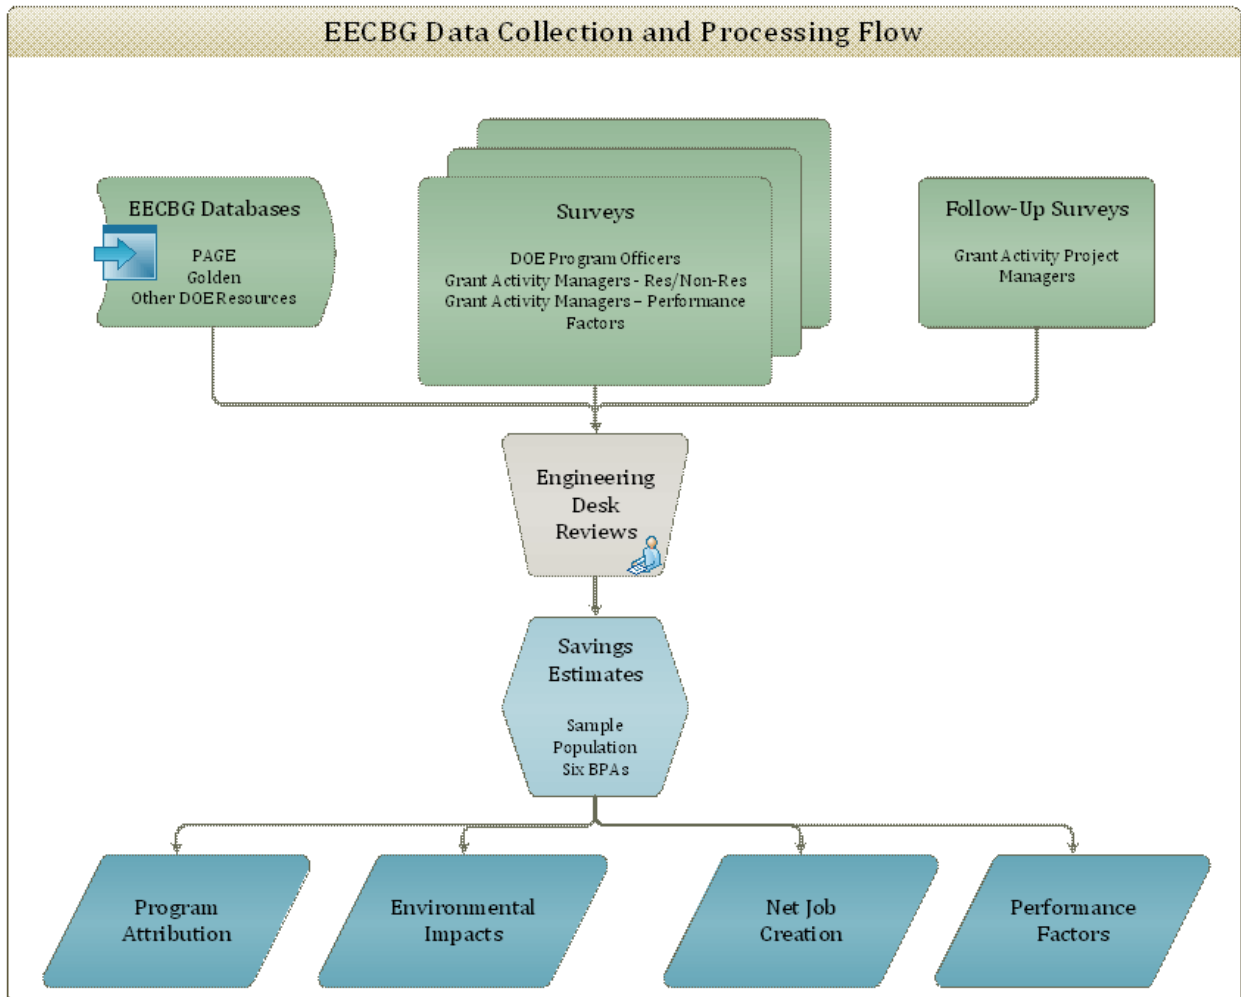 EECBG Data Collection and Processing Flow
EECBG Databases
PAGE
Golden
Other DOE Resources
Surveys
DOE Program Officers
Grant Activity Managers - Res/Non-Res
Grant Activity Managers – Performance
Factors
Follow-Up Surveys
Grant Activity Project
Managers
Engineering
Desk
Reviews
Savings
Estimates
Sample
Population
Six BPAs
Program
Attribution
Environmental
Impacts
Net Job
Creation
Performance
Factors